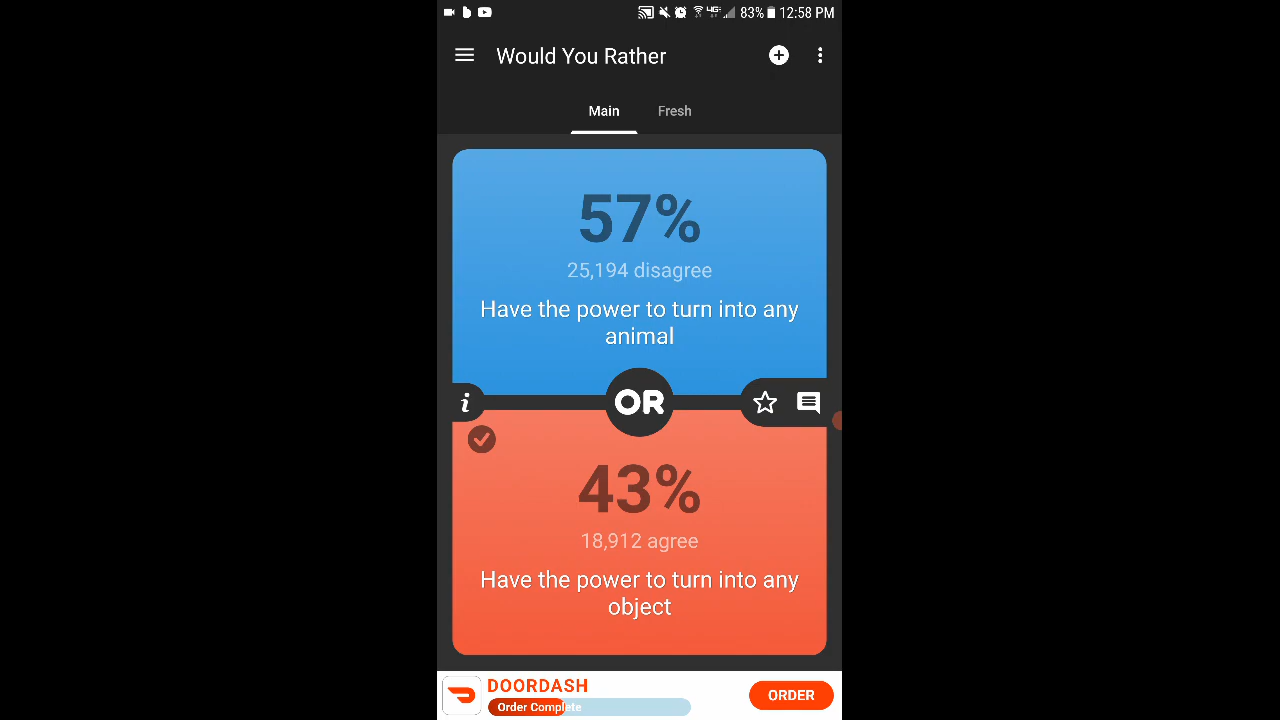 4G 83% 12:58 PM
Would You Rather
Main Fresh
57%
25,194 disagree
Have the power to turn into any
animal
i OR
43%
18,912 agree
Have the power to turn into any
object
DOORDASH
Order Complete
ORDER